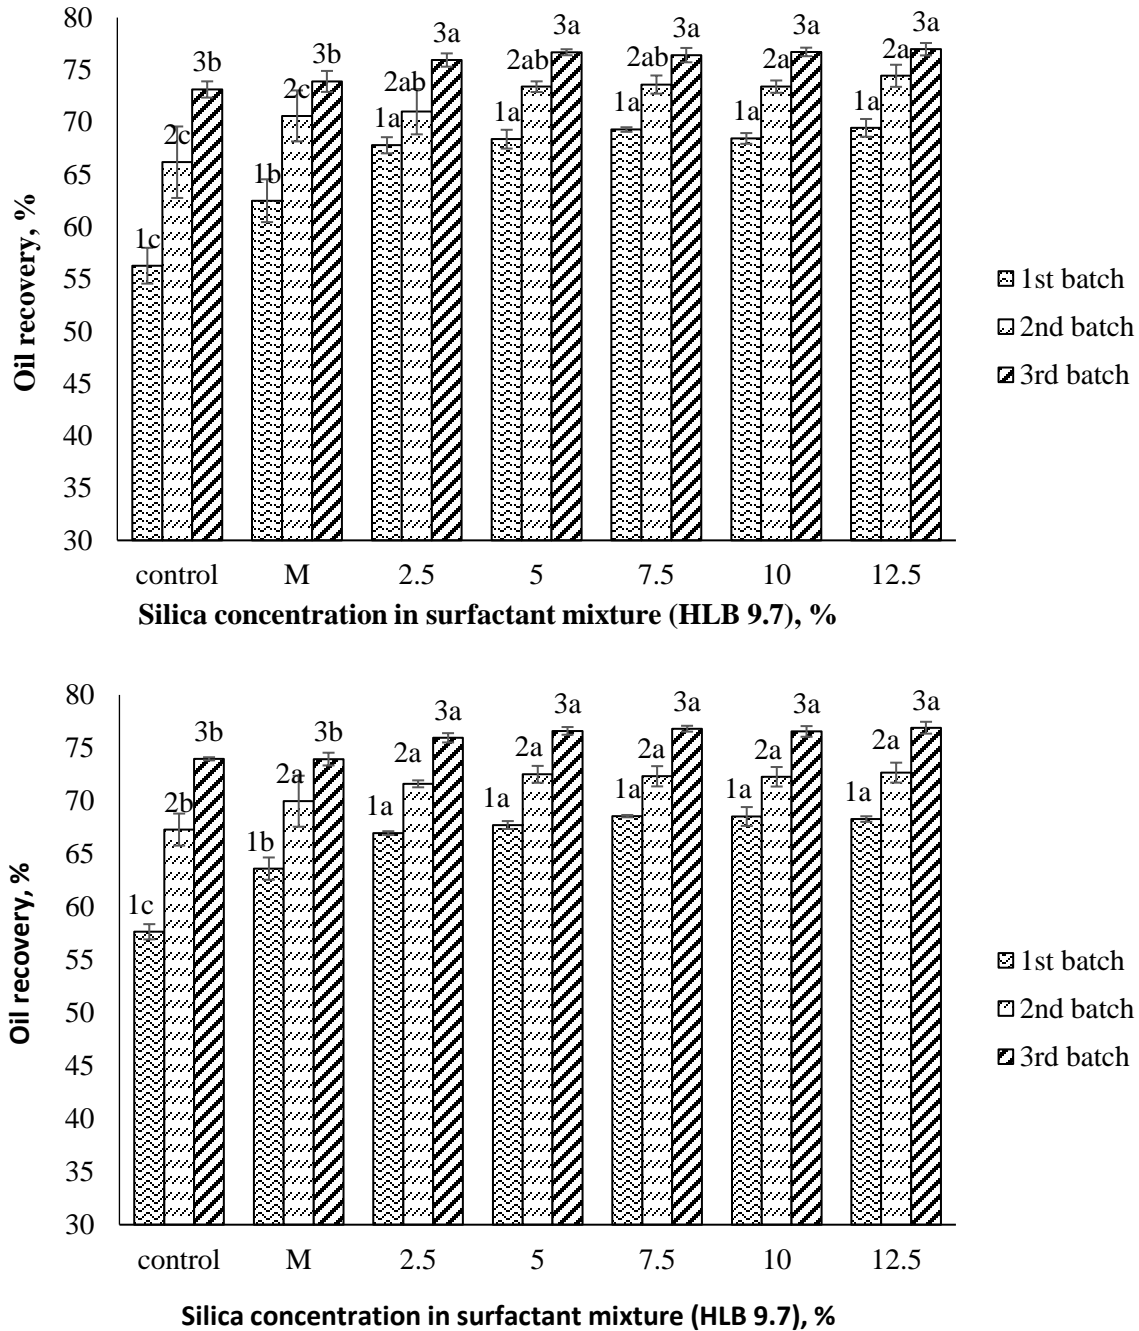 80
75
70
65
60
55
50
45
40
35
30
Oil recovery, %
1c
2c
3b
1b
2c
3b
1a
2ab
3a
1a
2ab
3a
1a
2ab
3a
1a
2a
3a
1a
2a
3a
1st batch
2nd batch
3rd batch
control M 2.5 5 7.5 10 12.5
Silica concentration in surfactant mixture (HLB 9.7), %
80
75
70
65
60
55
50
45
40
35
30
Oil recovery, %
1c
2b
3b
1b
2a
3b
1a
2a
3a
1a
2a
3a
1a
2a
3a
1a
2a
3a
1a
2a
3a
1st batch
2nd batch
3rd batch
control M 2.5 5 7.5 10 12.5
Silica concentration in surfactant mixture (HLB 9.7), %